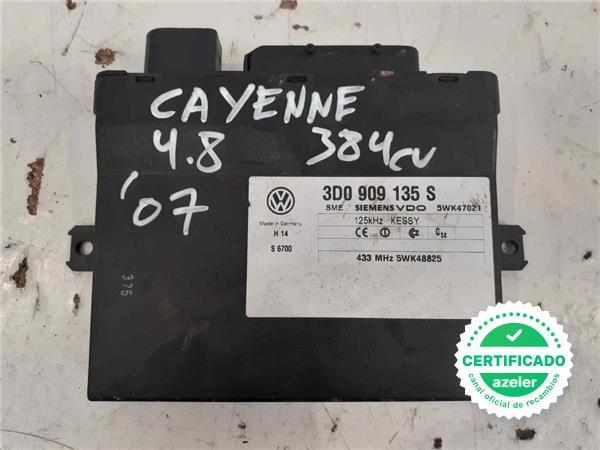 CAYENNE
4.8 384cv
'07
3D0 909 135 S
SME SIEMENS VDO 5WK47021
125kHz KESSY
Made in Germany
H 14
S 6700
433 MHz 5WK48825
375
CERTIFICADO
azeler
canal oficial de recambios